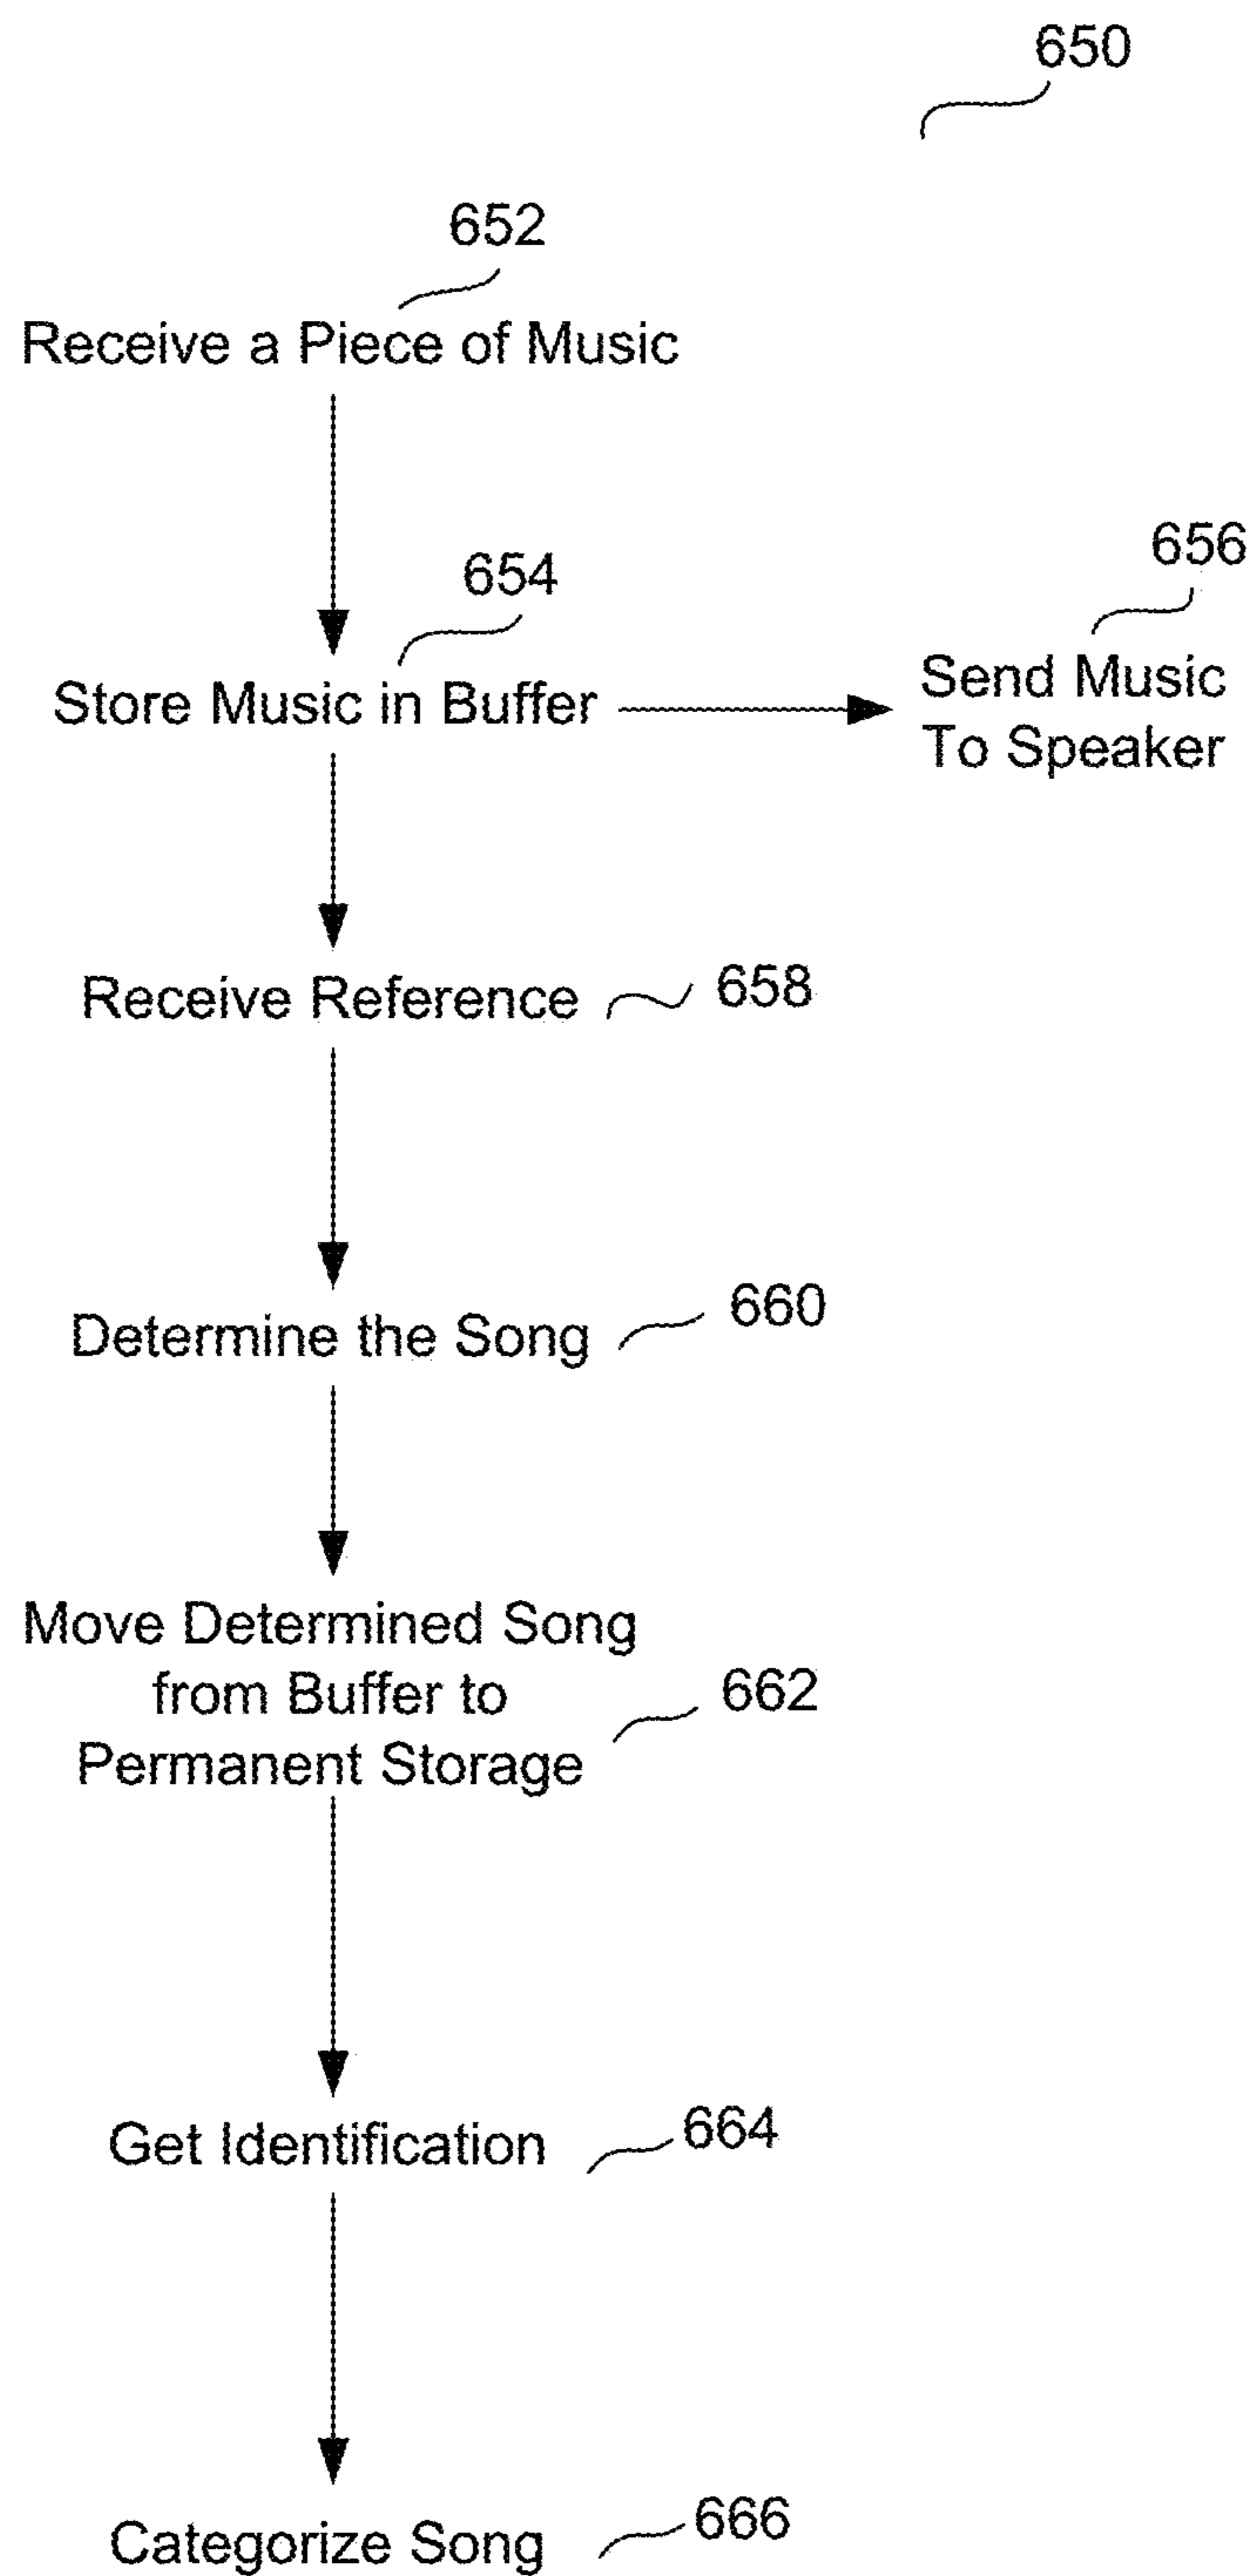 650
652
Receive a Piece of Music
654
656
Store Music in Buffer
Send Music
To Speaker
Receive Reference
658
Determine the Song
660
Move Determined Song
from Buffer to
Permanent Storage
662
Get Identification
664
Categorize Song
666